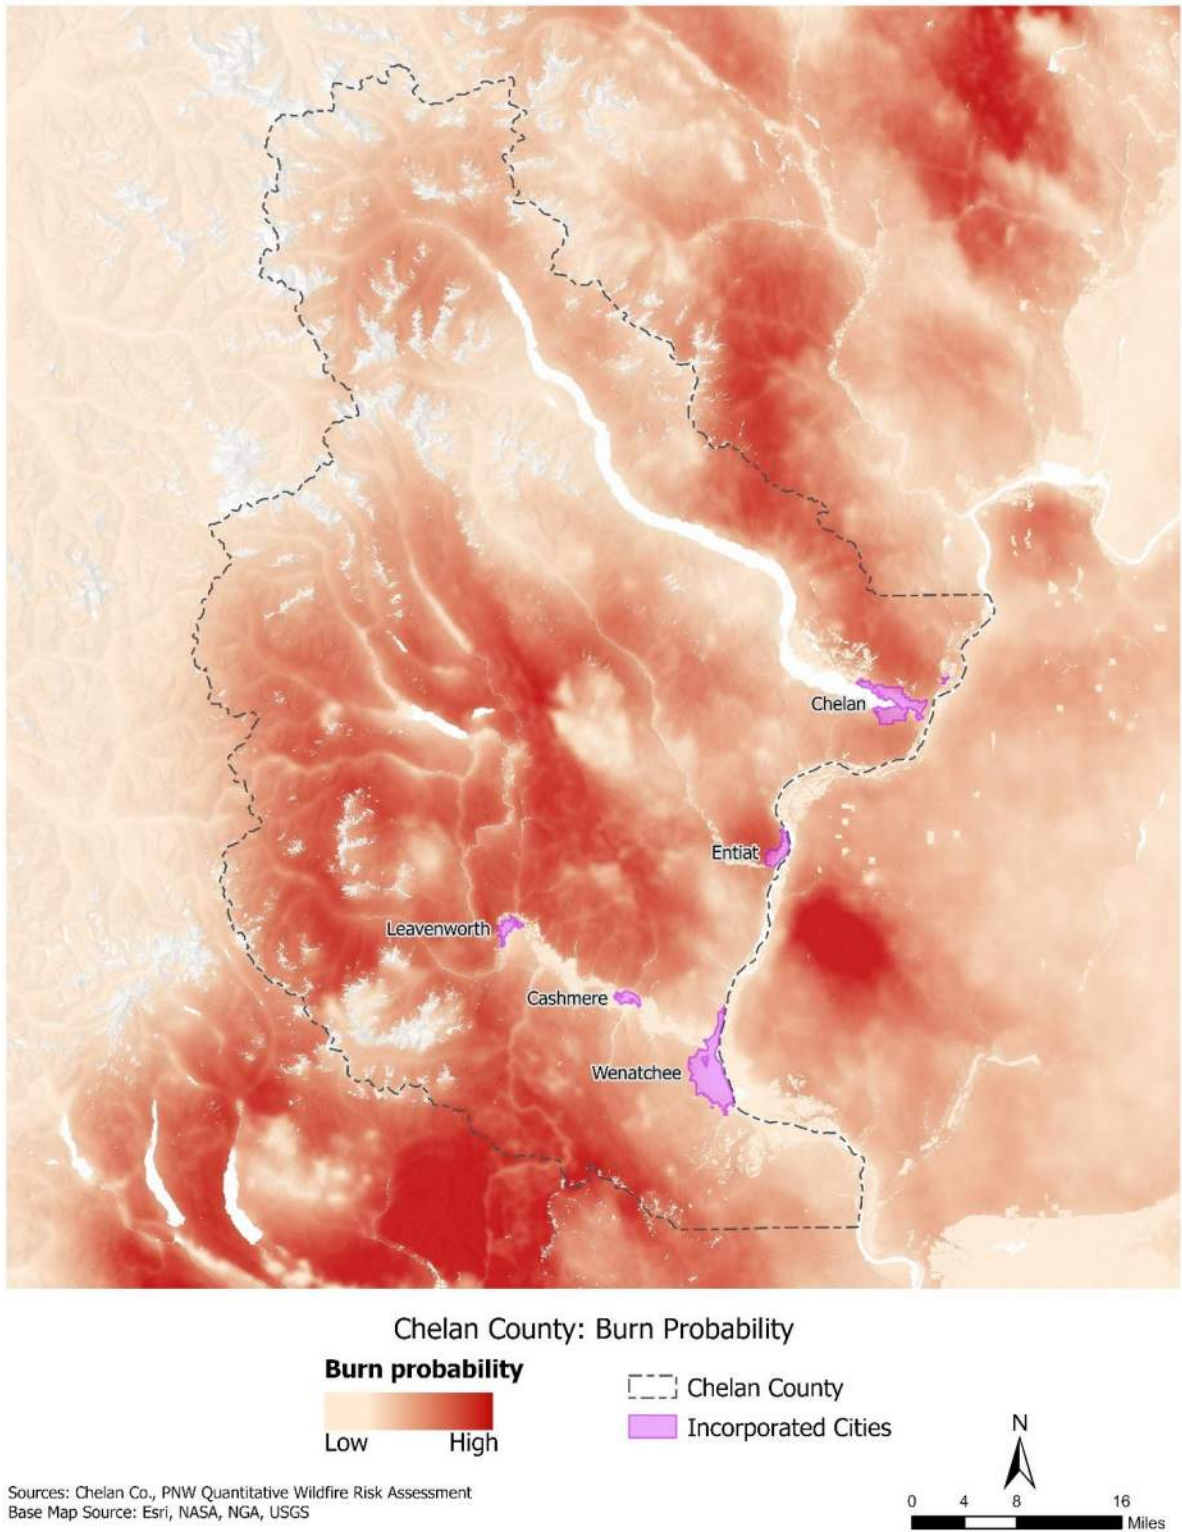 Chelan
Entiat
Leavenworth
Cashmere
Wenatchee
Chelan County: Burn Probability
Burn probability
Low High
Chelan County
Incorporated Cities
N
Sources: Chelan Co., PNW Quantitative Wildfire Risk Assessment
Base Map Source: Esri, NASA, NGA, USGS
0 4 8 16
Miles